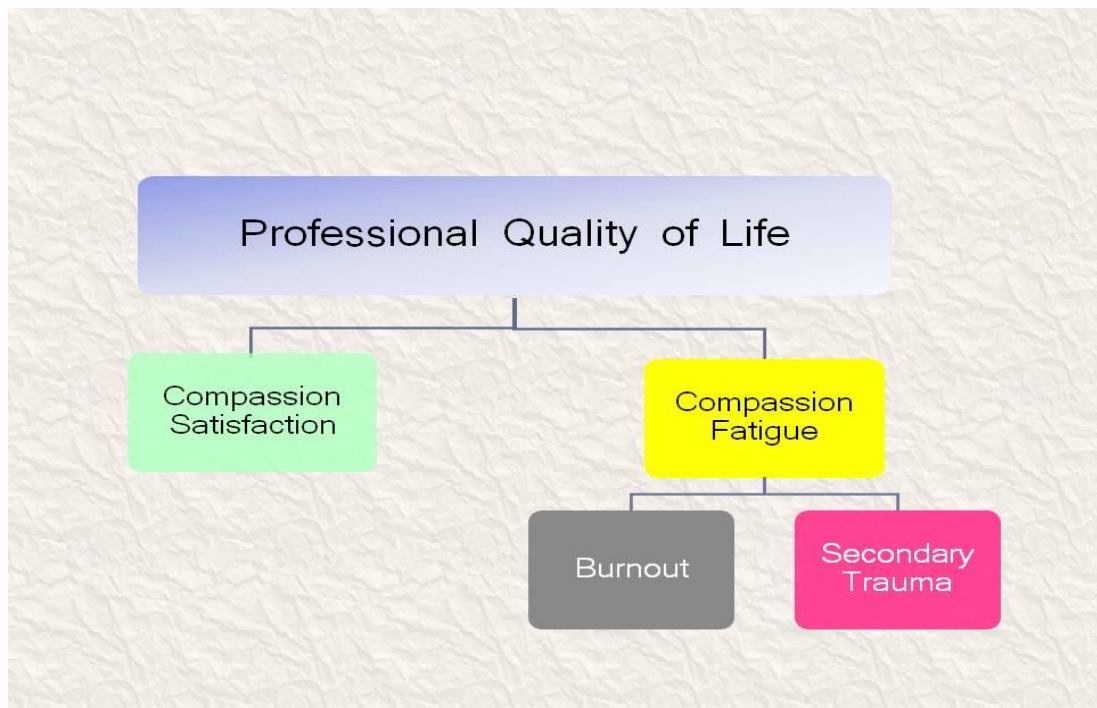 Professional Quality of Life
Compassion
Satisfaction
Compassion
Fatigue
Burnout
Secondary
Trauma